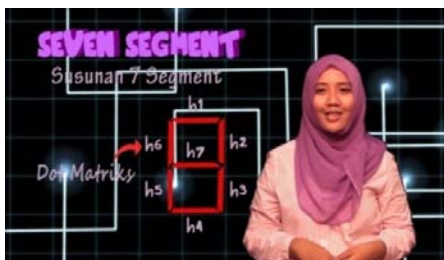 SEVEN SEGMENT
Susunan 7 Segment
h1
h6
h7
h2
Dot Matriks
h5
h3
h4